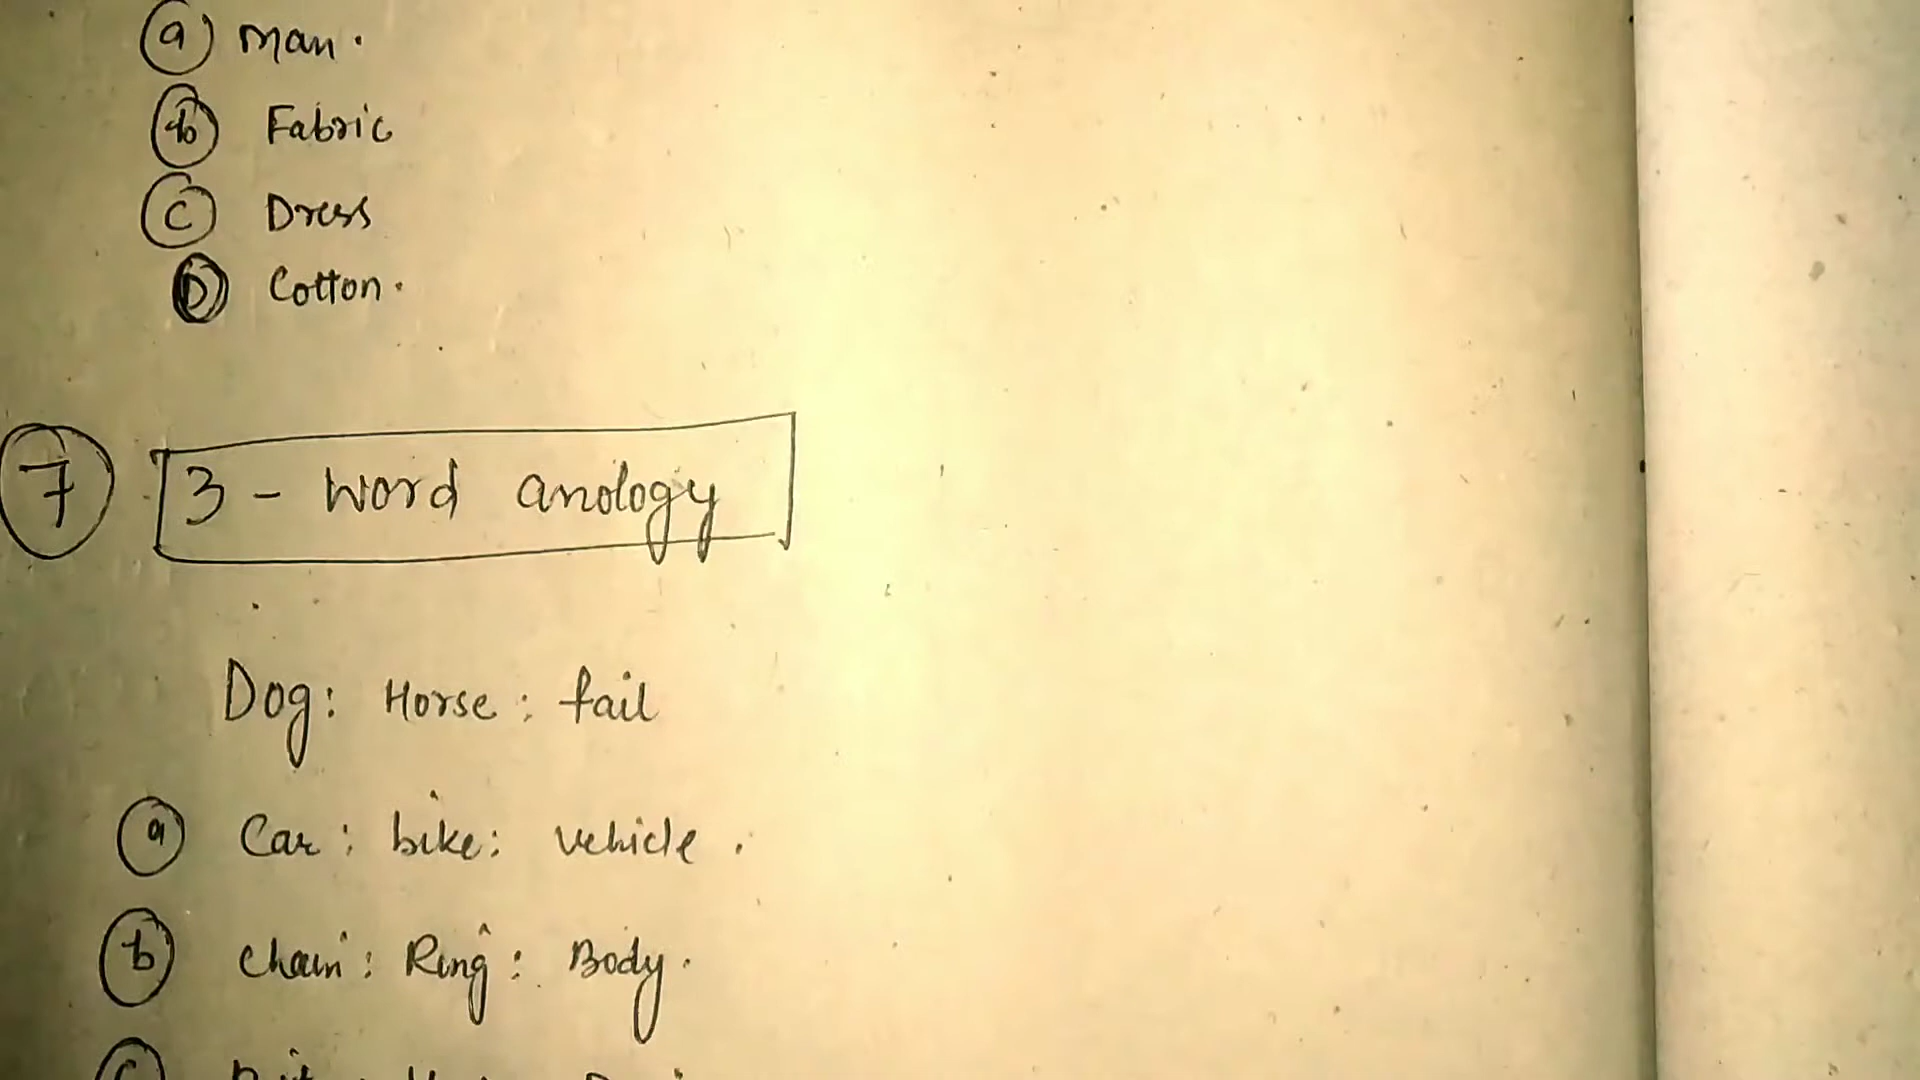 (a) Man.
(b) Fabric
(c) Dress
(D) Cotton.
(7) 3 - Word anology
Dog: Horse: tail
(a) Car: bike: vehicle.
(b) Chain: Ring: Body.
(c)